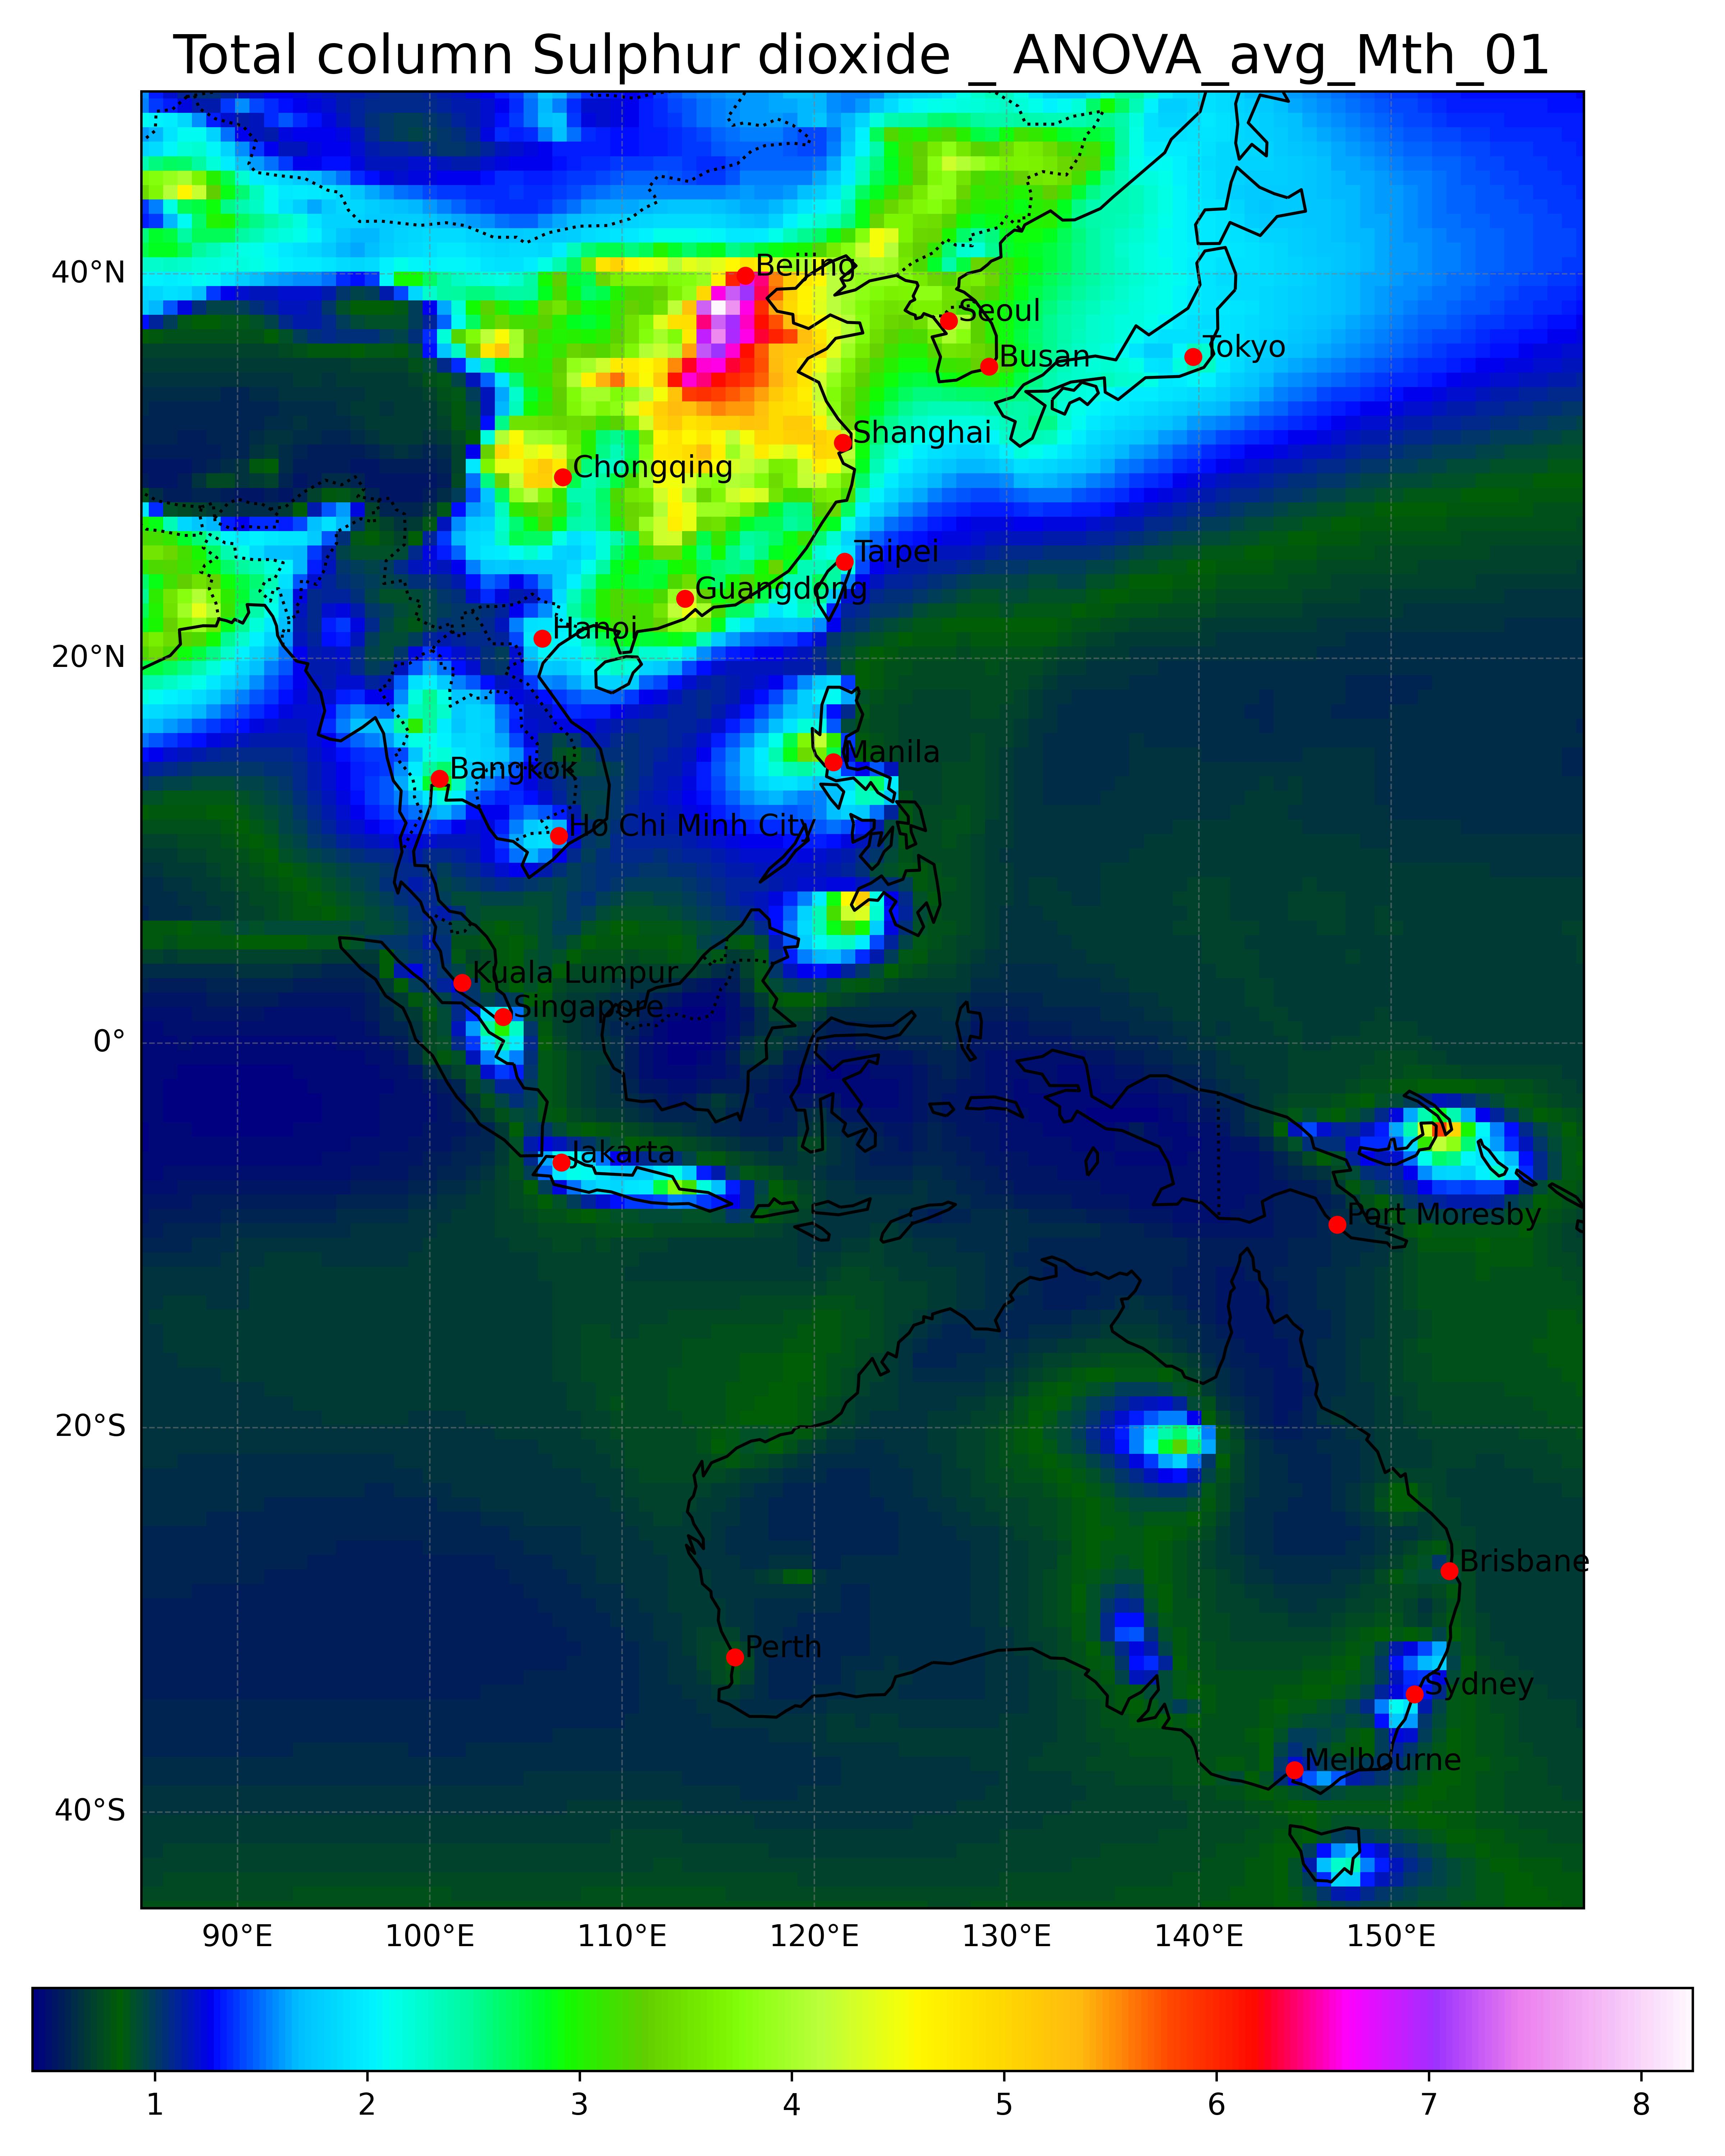 Total column Sulphur dioxide _ ANOVA_avg_Mth_01
40°N
20°N
0°
20°S
40°S
Beijing
Seoul
Busan
Tokyo
Shanghai
Chongqing
Taipei
Guangdong
Hanoi
Manila
Bangkok
Ho Chi Minh City
Kuala Lumpur
Singapore
Jakarta
Port Moresby
Brisbane
Perth
Sydney
Melbourne
90°E 100°E 110°E 120°E 130°E 140°E 150°E
1 2 3 4 5 6 7 8